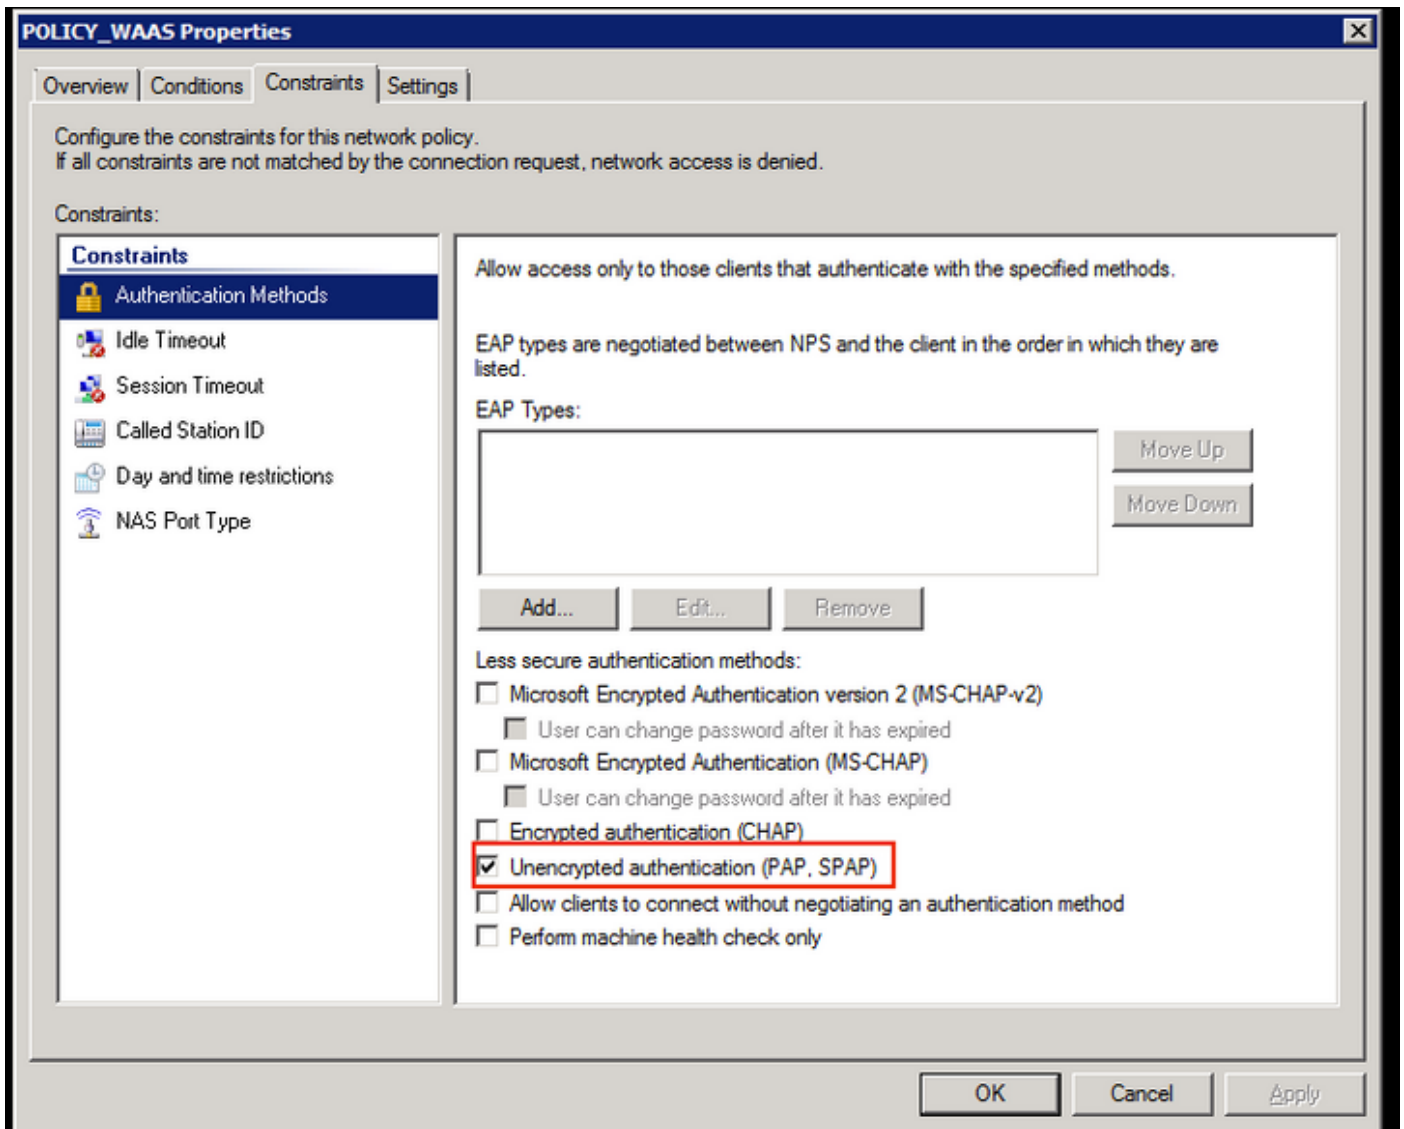 POLICY_WAAS Properties
Overview Conditions Constraints Settings
Configure the constraints for this network policy.
If all constraints are not matched by the connection request, network access is denied.
Constraints:
Constraints
Authentication Methods
Idle Timeout
Session Timeout
Called Station ID
Day and time restrictions
NAS Port Type
Allow access only to those clients that authenticate with the specified methods.
EAP types are negotiated between NPS and the client in the order in which they are
listed.
EAP Types:
Move Up
Move Down
Add... Edit... Remove
Less secure authentication methods:
Microsoft Encrypted Authentication version 2 (MS-CHAP-v2)
User can change password after it has expired
Microsoft Encrypted Authentication (MS-CHAP)
User can change password after it has expired
Encrypted authentication (CHAP)
Unencrypted authentication (PAP, SPAP)
Allow clients to connect without negotiating an authentication method
Perform machine health check only
OK Cancel Apply